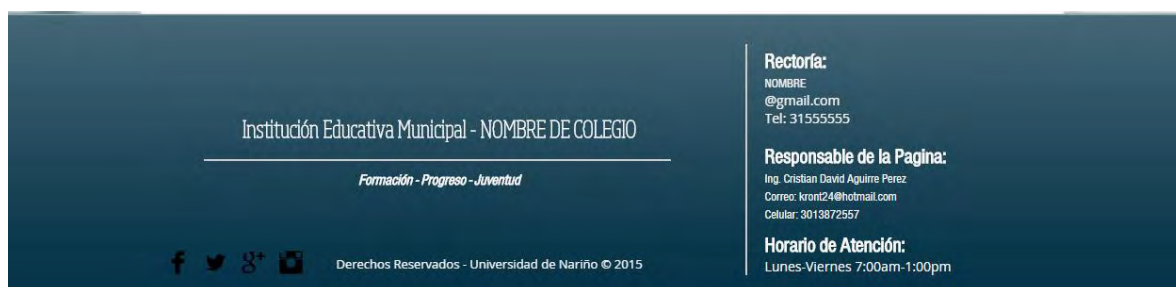 Institución Educativa Municipal - NOMBRE DE COLEGIO
Formación - Progreso - Juventud
Derechos Reservados - Universidad de Nariño © 2015
Rectoría:
NOMBRE
@gmail.com
Tel: 31555555
Responsable de la Pagina:
Ing. Cristian David Aguirre Perez
Correo: kront24@hotmail.com
Celular: 3013872557
Horario de Atención:
Lunes-Viernes 7:00am-1:00pm